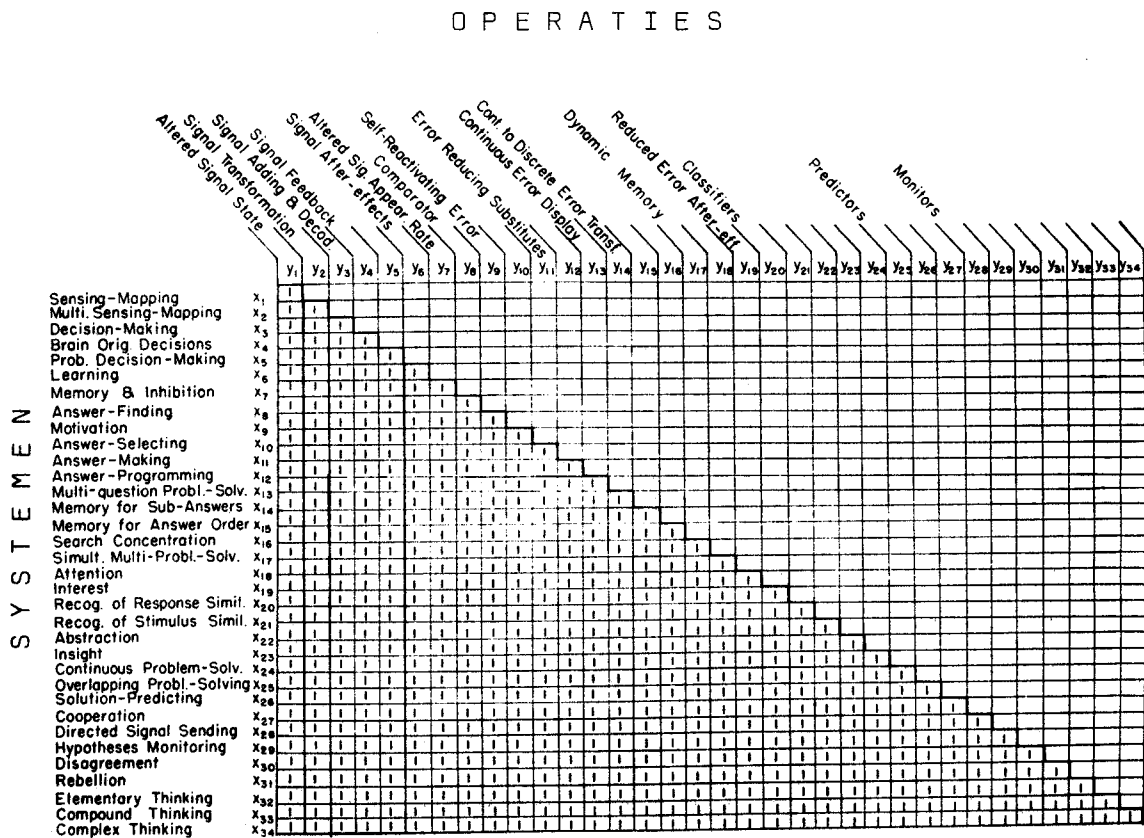 OPERATIES
Altered Signal State
Signal Transformation
Signal Adding & Decod.
Signal Feedback
Signal After-effects
Altered Sig. Appear. Rate
Comparator
Self-Reactivating Error
Error Reducing Substitutes
Continuous Error Display
Cont. to Discrete Error Transf.
Dynamic Memory
Reduced Error After-eff.
Classifiers
Predictors
Monitors
y1 y2 y3 y4 y5 y6 y7 y8 y9 y10 y11 y12 y13 y14 y15 y16 y17 y18 y19 y20 y21 y22 y23 y24 y25 y26 y27 y28 y29 y30 y31 y32 y33 y34
SYSTEMEN
Sensing-Mapping x1
Multi. Sensing-Mapping x2
Decision-Making x3
Brain Orig. Decisions x4
Prob. Decision-Making x5
Learning x6
Memory & Inhibition x7
Answer-Finding x8
Motivation x9
Answer-Selecting x10
Answer-Making x11
Answer-Programming x12
Multi-question Probl.-Solv. x13
Memory for Sub-Answers x14
Memory for Answer Order x15
Search Concentration x16
Simult. Multi-Probl.-Solv. x17
Attention x18
Interest x19
Recog. of Response Simil. x20
Recog. of Stimulus Simil. x21
Abstraction x22
Insight x23
Continuous Problem-Solv. x24
Overlapping Probl.-Solving x25
Solution-Predicting x26
Cooperation x27
Directed Signal Sending x28
Hypotheses Monitoring x29
Disagreement x30
Rebellion x31
Elementary Thinking x32
Compound Thinking x33
Complex Thinking x34